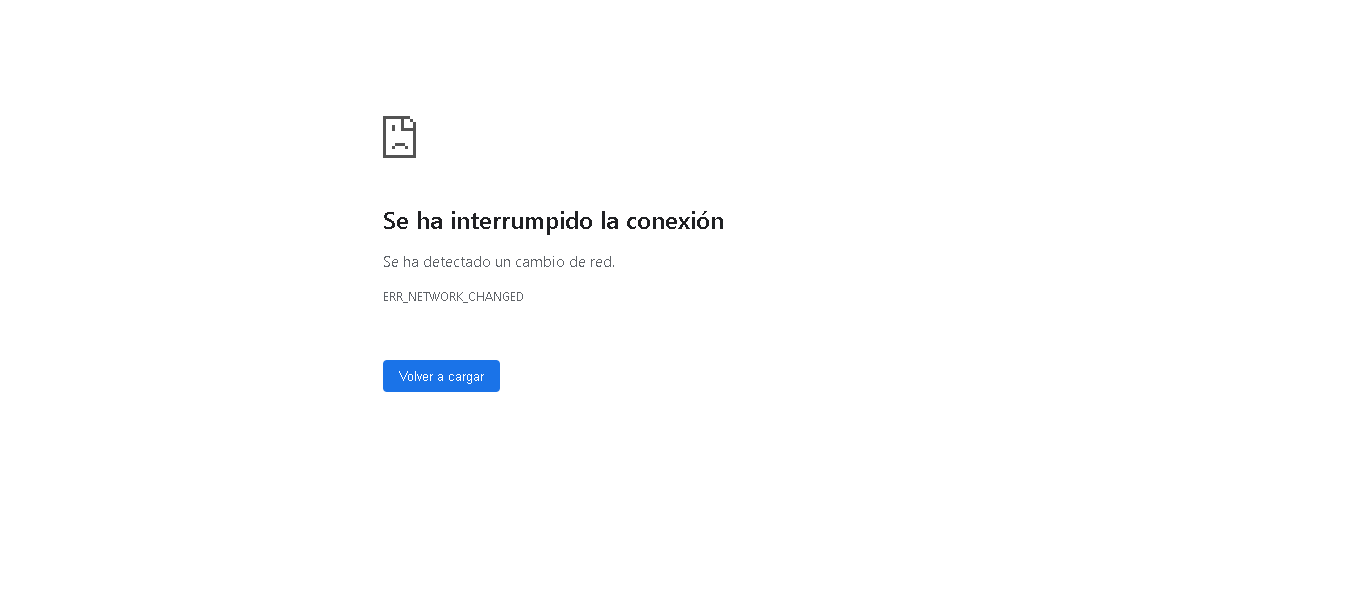 Se ha interrumpido la conexión
Se ha detectado un cambio de red.
ERR_NETWORK_CHANGED
Volver a cargar